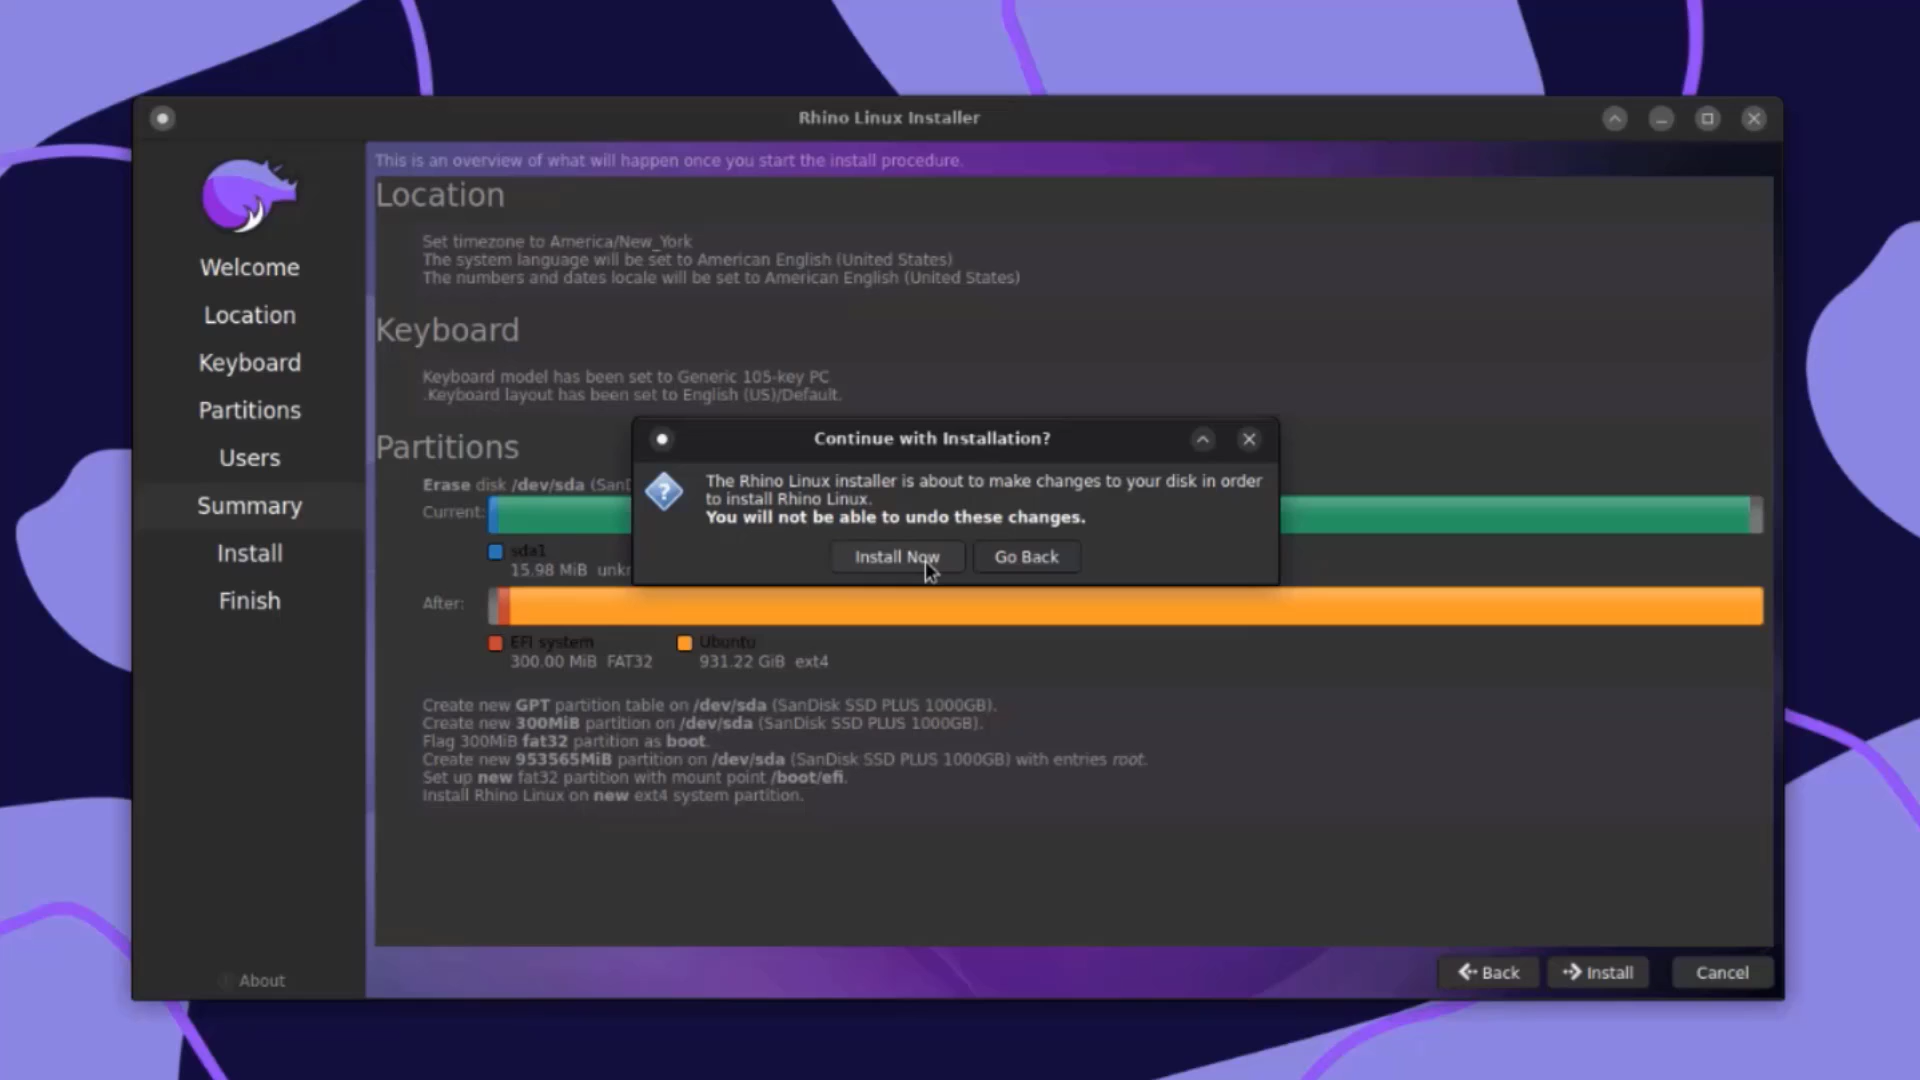 Rhino Linux Installer
Welcome
Location
Keyboard
Partitions
Users
Summary
Install
Finish
About
This is an overview of what will happen once you start the install procedure.
Location
Set timezone to America/New_York
The system language will be set to American English (United States)
The numbers and dates locale will be set to American English (United States)
Keyboard
Keyboard model has been set to Generic 105-key PC
.Keyboard layout has been set to English (US)/Default.
Partitions
Erase disk /dev/sda
Current:
sda1
15.98 MiB
Continue with Installation?
The Rhino Linux installer is about to make changes to your disk in order
to install Rhino Linux.
You will not be able to undo these changes.
Install Now
Go Back
After:
EFI system
300.00 MiB FAT32
Ubuntu
931.22 GiB ext4
Create new GPT partition table on /dev/sda (SanDisk SSD PLUS 1000GB).
Create new 300MiB partition on /dev/sda (SanDisk SSD PLUS 1000GB).
Flag 300MiB fat32 partition as boot.
Create new 953565MiB partition on /dev/sda (SanDisk SSD PLUS 1000GB) with entries root.
Set up new fat32 partition with mount point /boot/efi.
Install Rhino Linux on new ext4 system partition.
Back
Install
Cancel